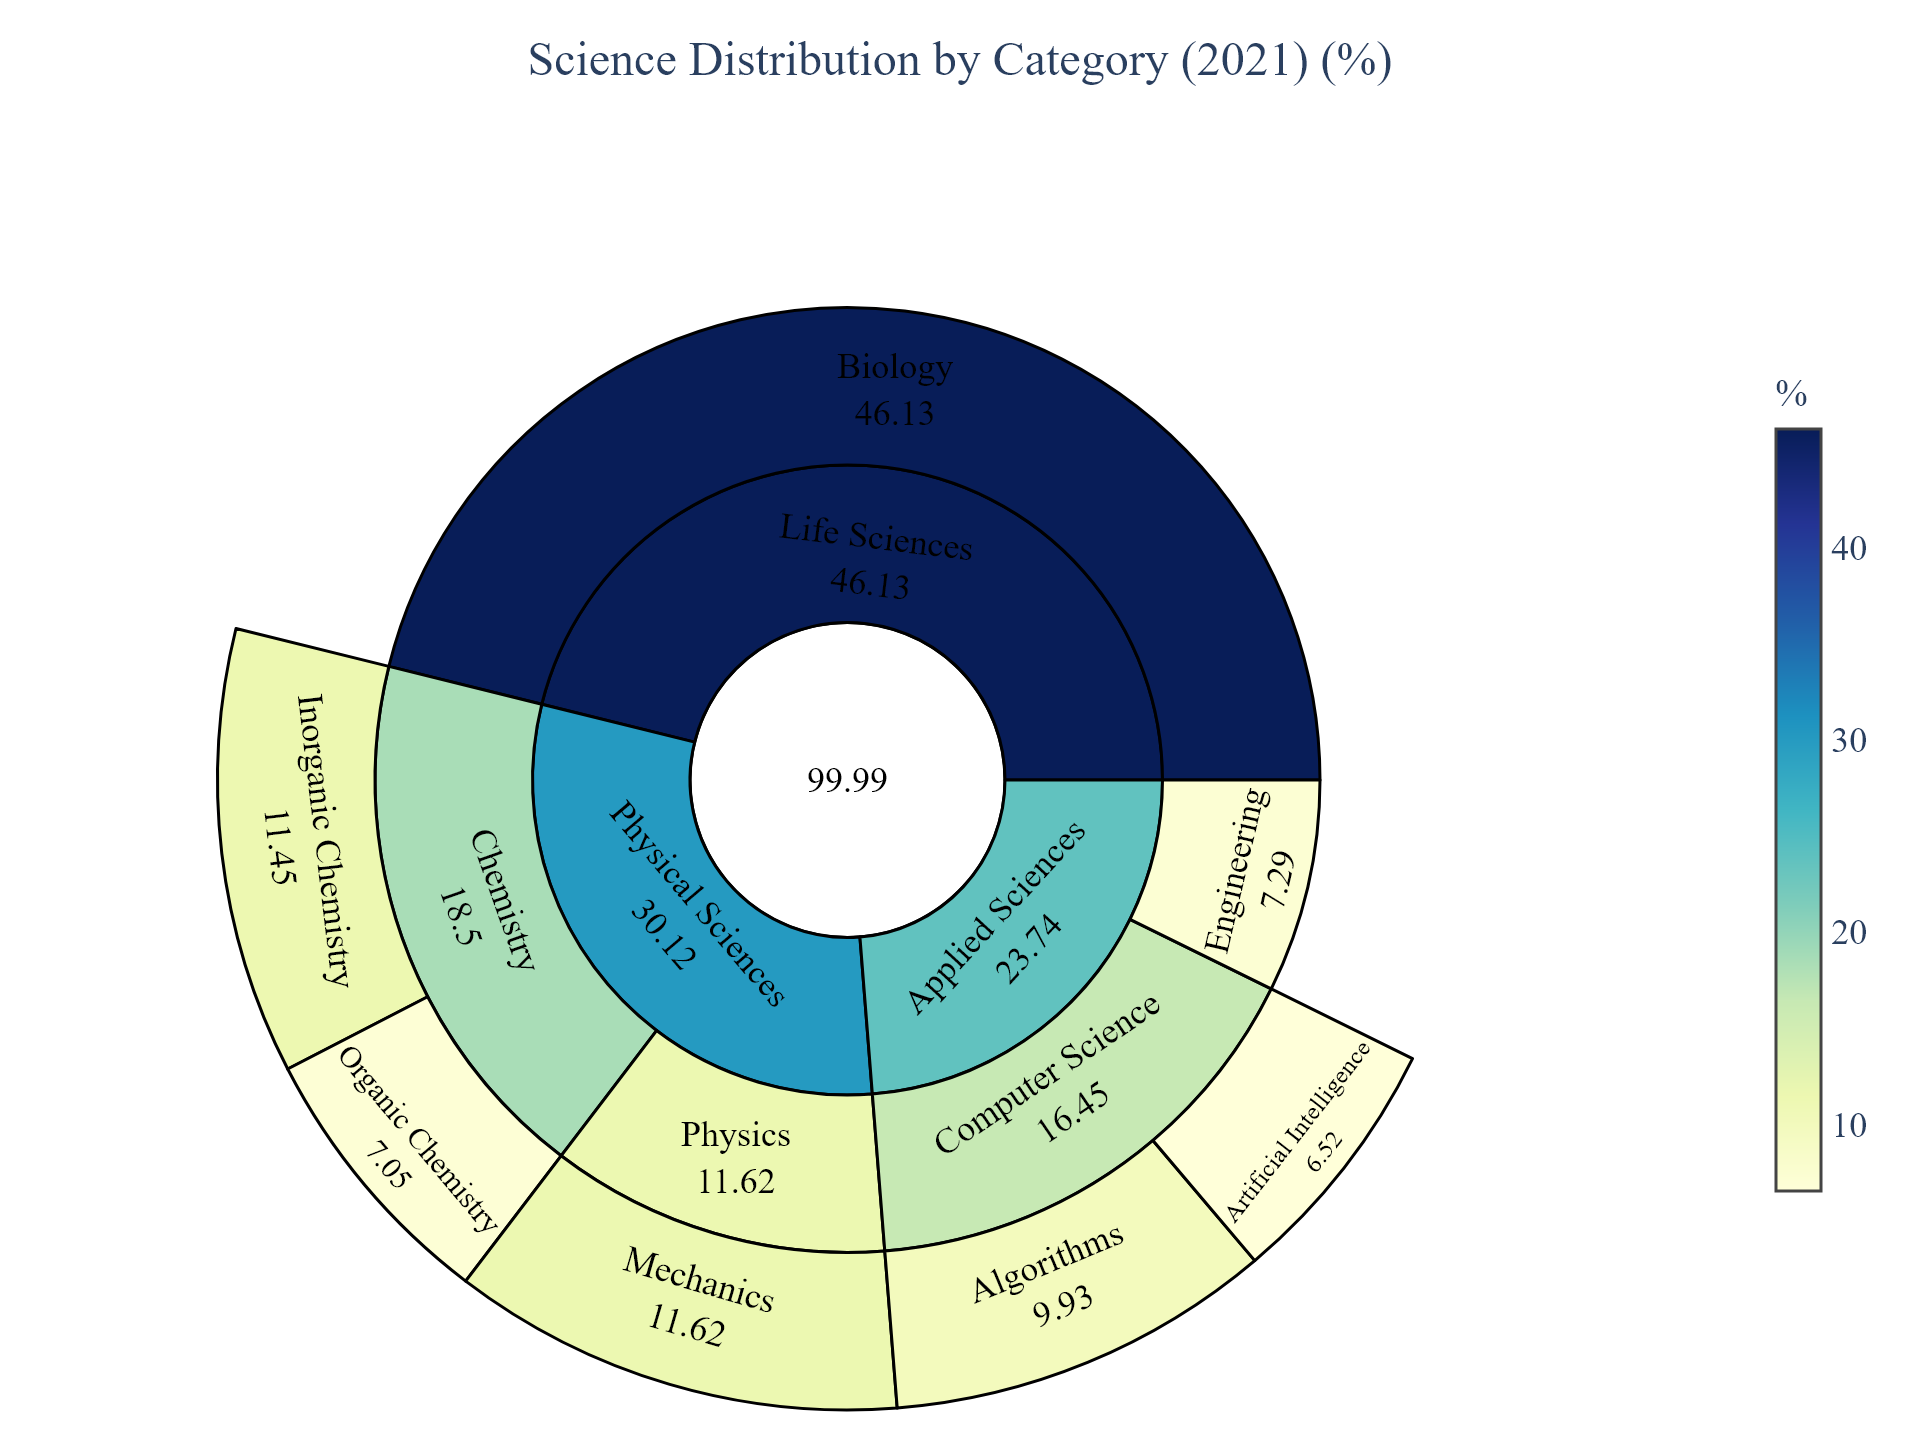 Science Distribution by Category (2021) (%)
Biology
46.13
Life Sciences
46.13
99.99
Physical Sciences
30.12
Applied Sciences
23.74
Engineering
7.29
Chemistry
18.5
Inorganic Chemistry
11.45
Organic Chemistry
7.05
Physics
11.62
Mechanics
11.62
Computer Science
16.45
Algorithms
9.93
Artificial Intelligence
6.52
%
40
30
20
10